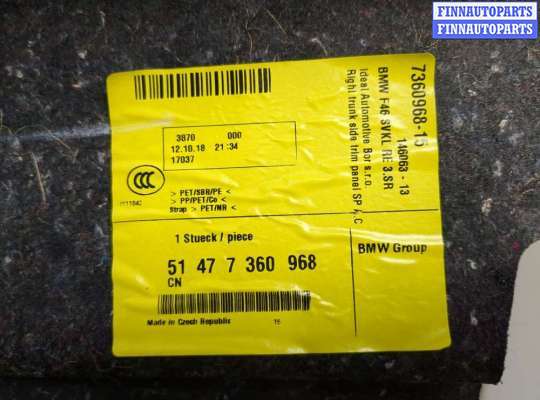 FINNAUTOPARTS
FINNAUTOPARTS
3870 000
12.10.18 21:34
17037
CCC
> PET/SBR/PE <
> PP/PET/Co <
Strap > PET/NR <
1 Stueck / piece
51 47 7 360 968
CN
Made in Czech Republic 15
7360968-15
146063 - 13
BMW F46 SVKL RE 3.SR
Ideal Automotive Bor s.r.o.
Right trunk side trim panel SP A,C
BMW Group